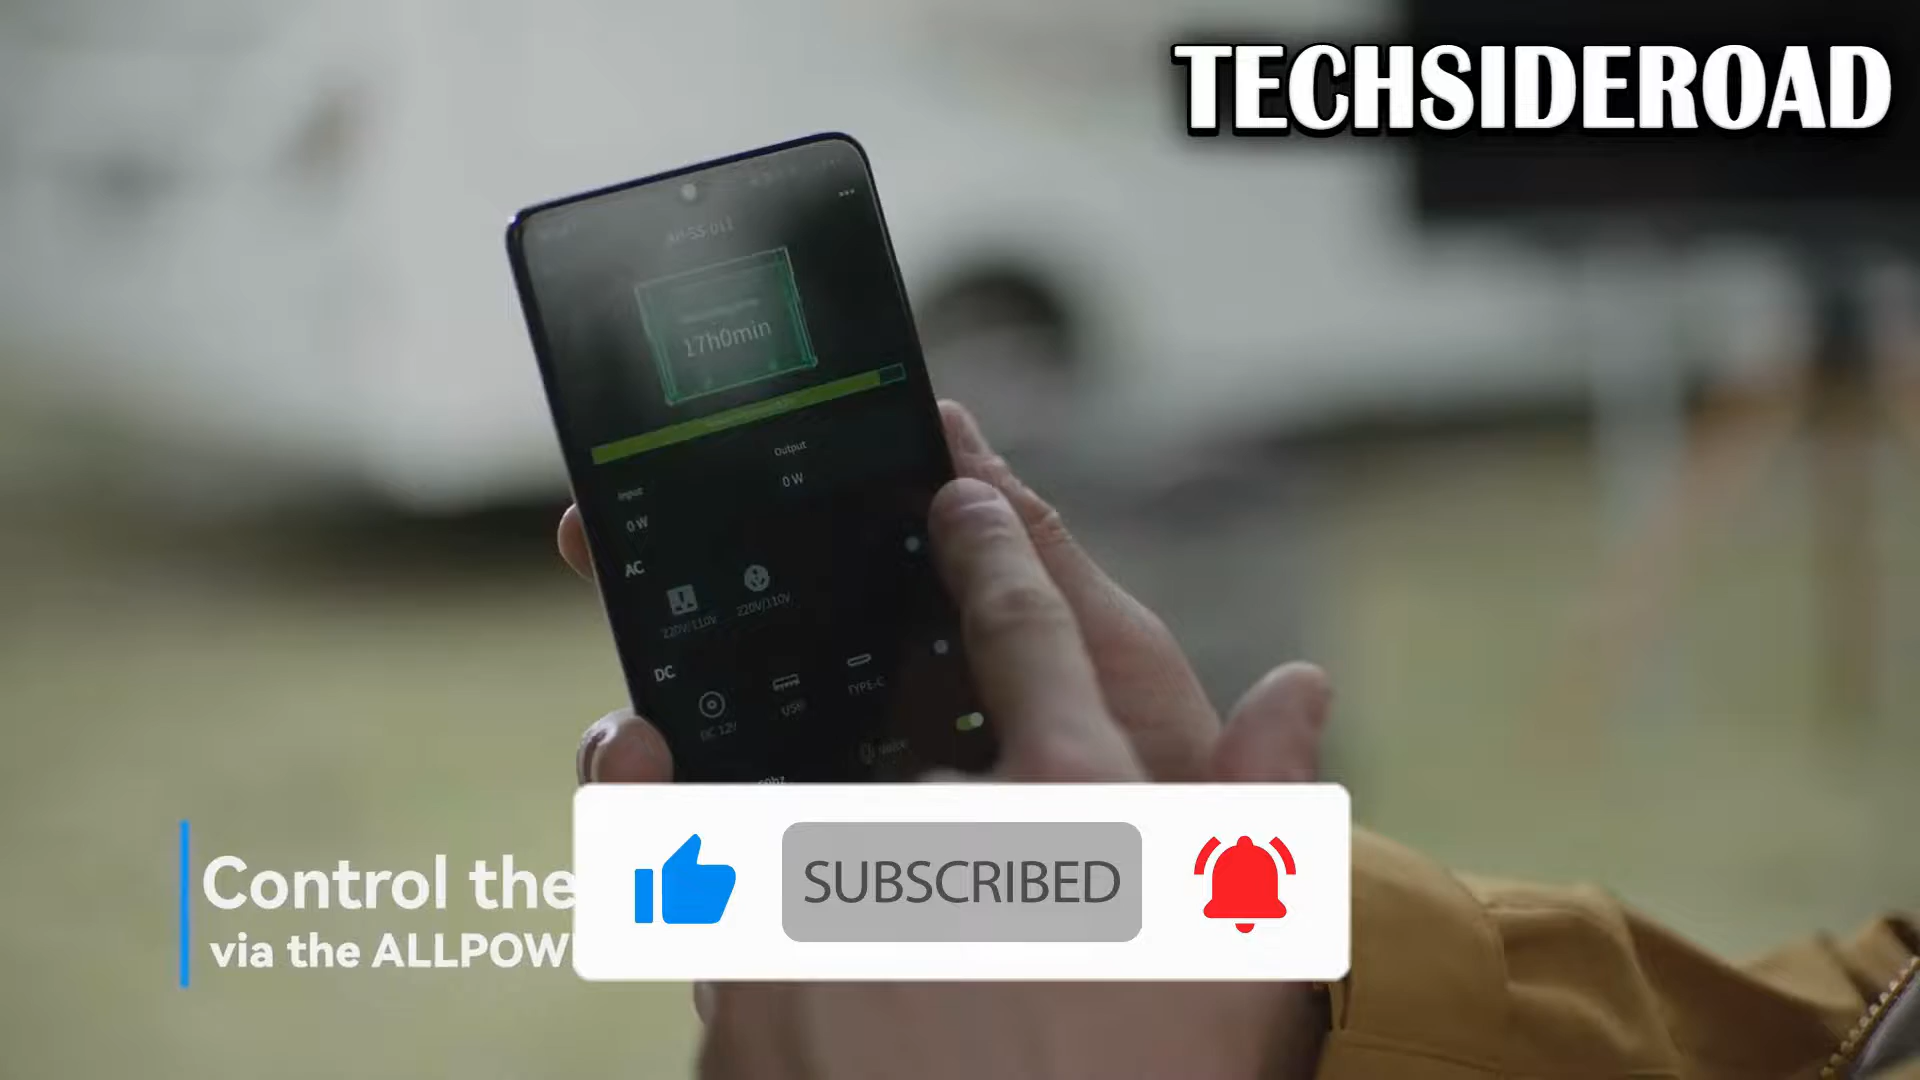 TECHSIDEROAD
17h0min
Output
0 W
Input
0 W
AC
220V/110V
220V/110V
DC
TYPE-C
USB
DC 12V
SUBSCRIBED
Control the
via the ALLPOW